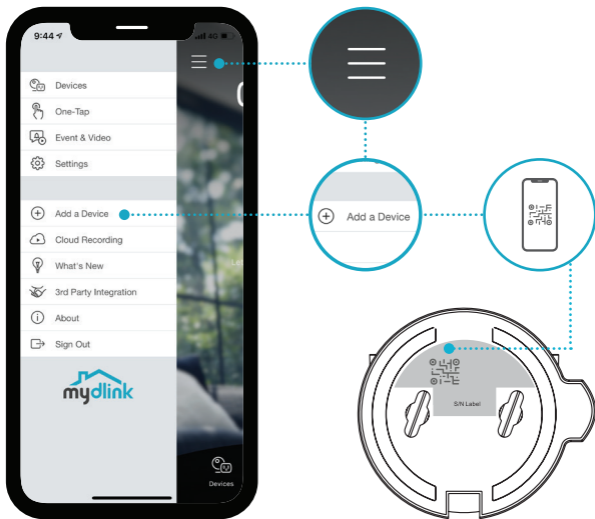 9:44
4G
Devices
One-Tap
Event & Video
Settings
Add a Device
Cloud Recording
What's New
3rd Party Integration
About
Sign Out
mydlink
Devices
Add a Device
S/N Label